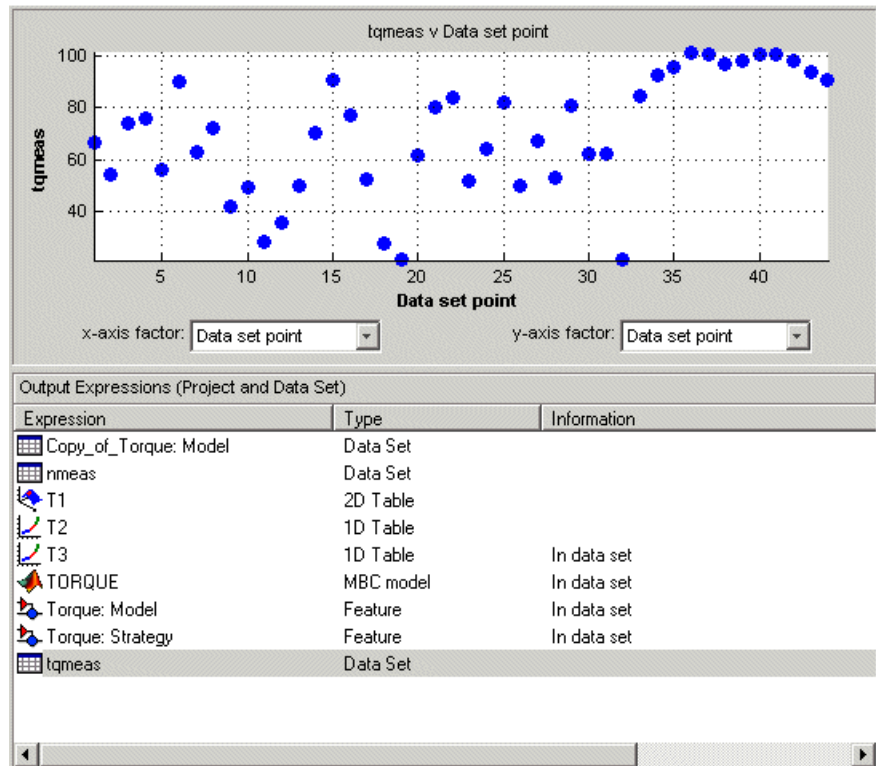 tqmeas v Data set point
100
80
60
40
tqmeas
5 10 15 20 25 30 35 40
Data set point
x-axis factor: Data set point y-axis factor: Data set point
Output Expressions (Project and Data Set)
Expression Type Information
Copy_of_Torque: Model Data Set
nmeas Data Set
T1 2D Table
T2 1D Table
T3 1D Table In data set
TORQUE MBC model In data set
Torque: Model Feature In data set
Torque: Strategy Feature In data set
tqmeas Data Set